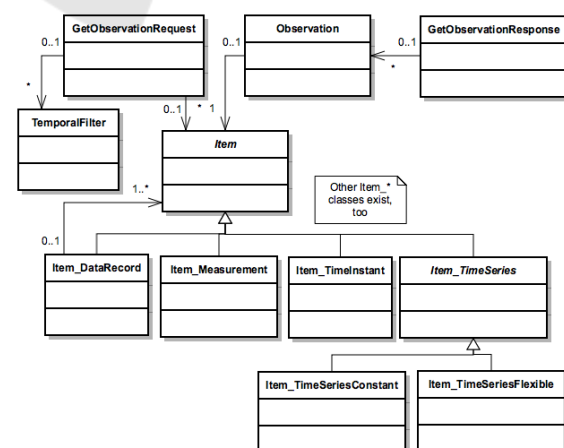 GetObservationRequest
Observation
GetObservationResponse
0..1
0..1
0..1
*
*
TemporalFilter
0..1
*
1
Item
1..*
Other Item_*
classes exist,
too
0..1
Item_DataRecord
Item_Measurement
Item_TimeInstant
Item_TimeSeries
Item_TimeSeriesConstant
Item_TimeSeriesFlexible